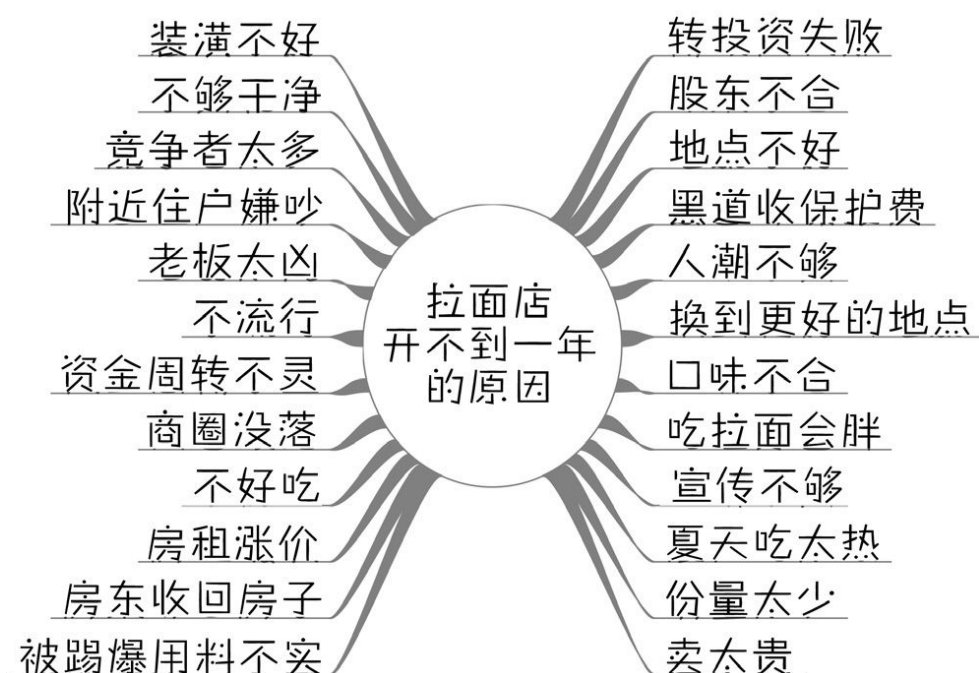 装潢不好
不够干净
竞争者太多
附近住户嫌吵
老板太凶
不流行
资金周转不灵
商圈没落
不好吃
房租涨价
房东收回房子
被踢爆用料不实
拉面店
开不到一年
的原因
转投资失败
股东不合
地点不好
黑道收保护费
人潮不够
换到更好的地点
口味不合
吃拉面会胖
宣传不够
夏天吃太热
份量太少
卖太贵